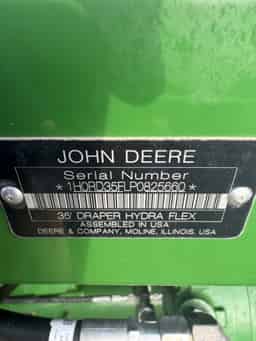 JOHN DEERE
Serial Number
*1H0RD35FLP0825660*
35' DRAPER HYDRA FLEX
ASSEMBLED IN USA
DEERE & COMPANY, MOLINE, ILLINOIS, USA